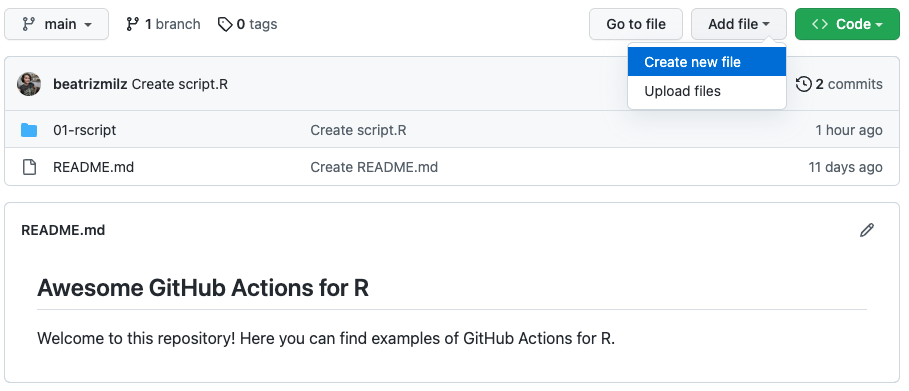 main 1 branch 0 tags Go to file Add file Code
Create new file
Upload files
beatrizmilz Create script.R 2 commits
01-rscript Create script.R 1 hour ago
README.md Create README.md 11 days ago
README.md
Awesome GitHub Actions for R
Welcome to this repository! Here you can find examples of GitHub Actions for R.